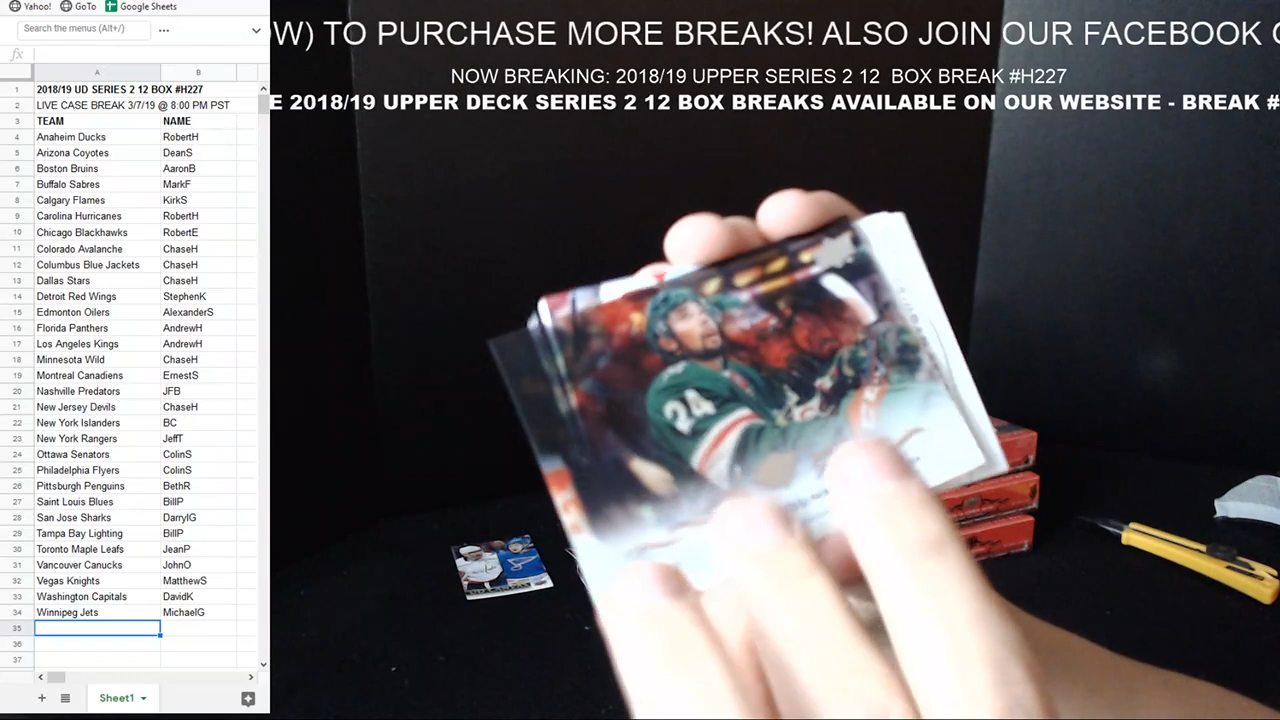 Yahoo! GoTo Google Sheets
Search the menus (Alt+/)
fx
A B
1 2018/19 UD SERIES 2 12 BOX #H227
2 LIVE CASE BREAK 3/7/19 @ 8:00 PM PST
3 TEAM NAME
4 Anaheim Ducks RobertH
5 Arizona Coyotes DeanS
6 Boston Bruins AaronB
7 Buffalo Sabres MarkF
8 Calgary Flames KirkS
9 Carolina Hurricanes RobertH
10 Chicago Blackhawks RobertE
11 Colorado Avalanche ChaseH
12 Columbus Blue Jackets ChaseH
13 Dallas Stars ChaseH
14 Detroit Red Wings StephenK
15 Edmonton Oilers AlexanderS
16 Florida Panthers AndrewH
17 Los Angeles Kings AndrewH
18 Minnesota Wild ChaseH
19 Montreal Canadiens ErnestS
20 Nashville Predators JFB
21 New Jersey Devils ChaseH
22 New York Islanders BC
23 New York Rangers JeffT
24 Ottawa Senators ColinS
25 Philadelphia Flyers ColinS
26 Pittsburgh Penguins BethR
27 Saint Louis Blues BillP
28 San Jose Sharks DarrylG
29 Tampa Bay Lighting BillP
30 Toronto Maple Leafs JeanP
31 Vancouver Canucks JohnO
32 Vegas Knights MatthewS
33 Washington Capitals DavidK
34 Winnipeg Jets MichaelG
35
36
37
Sheet1
OW) TO PURCHASE MORE BREAKS! ALSO JOIN OUR FACEBOOK
NOW BREAKING: 2018/19 UPPER SERIES 2 12 BOX BREAK #H227
E 2018/19 UPPER DECK SERIES 2 12 BOX BREAKS AVAILABLE ON OUR WEBSITE - BREAK #
24